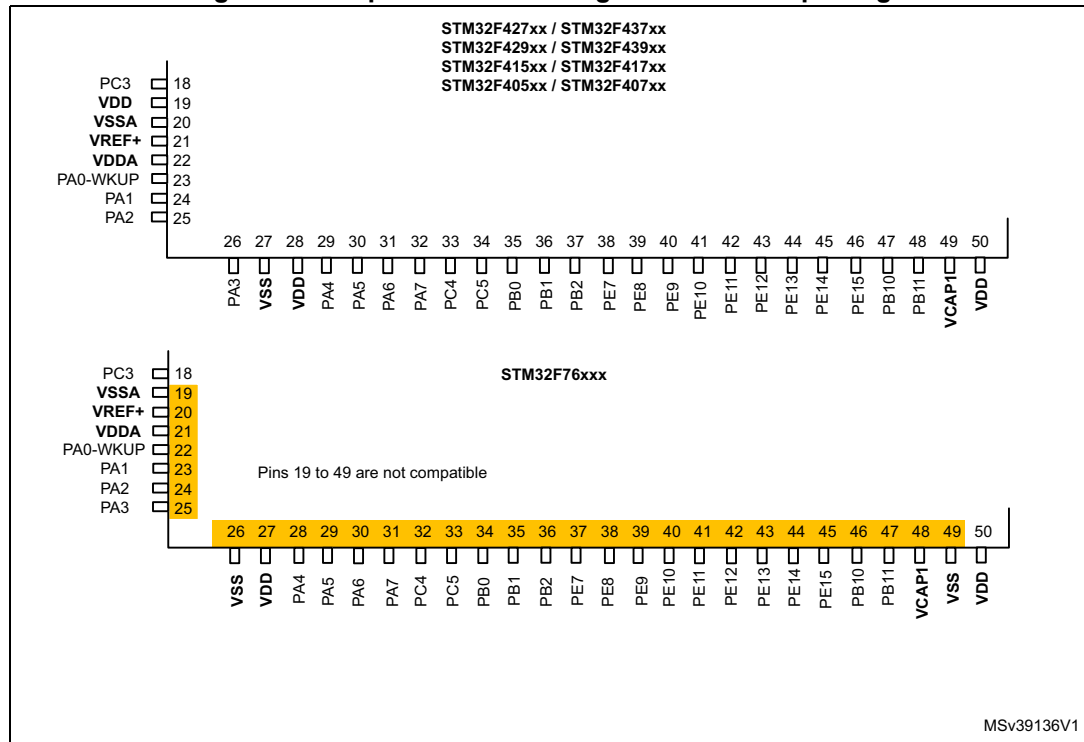 STM32F427xx / STM32F437xx
STM32F429xx / STM32F439xx
STM32F415xx / STM32F417xx
STM32F405xx / STM32F407xx
PC3 18
VDD 19
VSSA 20
VREF+ 21
VDDA 22
PA0-WKUP 23
PA1 24
PA2 25
26 27 28 29 30 31 32 33 34 35 36 37 38 39 40 41 42 43 44 45 46 47 48 49 50
PA3 VSS VDD PA4 PA5 PA6 PA7 PC4 PC5 PB0 PB1 PB2 PE7 PE8 PE9 PE10 PE11 PE12 PE13 PE14 PE15 PB10 PB11 VCAP1 VDD
STM32F76xxx
PC3 18
VSSA 19
VREF+ 20
VDDA 21
PA0-WKUP 22
PA1 23
PA2 24
PA3 25
Pins 19 to 49 are not compatible
26 27 28 29 30 31 32 33 34 35 36 37 38 39 40 41 42 43 44 45 46 47 48 49 50
VSS VDD PA4 PA5 PA6 PA7 PC4 PC5 PB0 PB1 PB2 PE7 PE8 PE9 PE10 PE11 PE12 PE13 PE14 PE15 PB10 PB11 VCAP1 VSS VDD
MSv39136V1